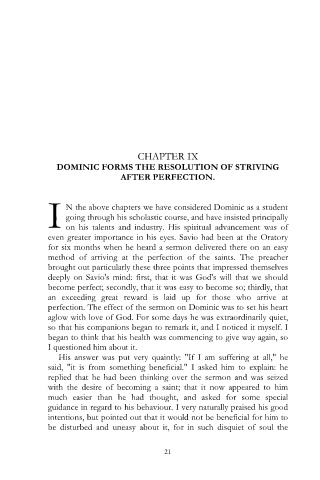 CHAPTER IX
DOMINIC FORMS THE RESOLUTION OF STRIVING
AFTER PERFECTION.
IN the above chapters we have considered Dominic as a student
going through his scholastic course, and have insisted principally
on his talents and industry. His spiritual advancement was of
even greater importance in his eyes. Savio had been at the Oratory
for six months when he heard a sermon delivered there on an easy
method of arriving at the perfection of the saints. The preacher
brought out particularly these three points that impressed themselves
deeply on Savio's mind: first, that it was God's will that we should
become perfect; secondly, that it was easy to become so; thirdly, that
an exceeding great reward is laid up for those who arrive at
perfection. The effect of the sermon on Dominic was to set his heart
aglow with love of God. For some days he was extraordinarily quiet,
so that his companions began to remark it, and I noticed it myself. I
began to think that his health was commencing to give way again, so
I questioned him about it.
His answer was put very quaintly: "If I am suffering at all," he
said, "it is from something beneficial." I asked him to explain: he
replied that he had been thinking over the sermon and was seized
with the desire of becoming a saint; that it now appeared to him
much easier than he had thought, and asked for some special
guidance in regard to his behaviour. I very naturally praised his good
intentions, but pointed out that it would not be beneficial for him to
be disturbed and uneasy about it, for in such disquiet of soul the
21